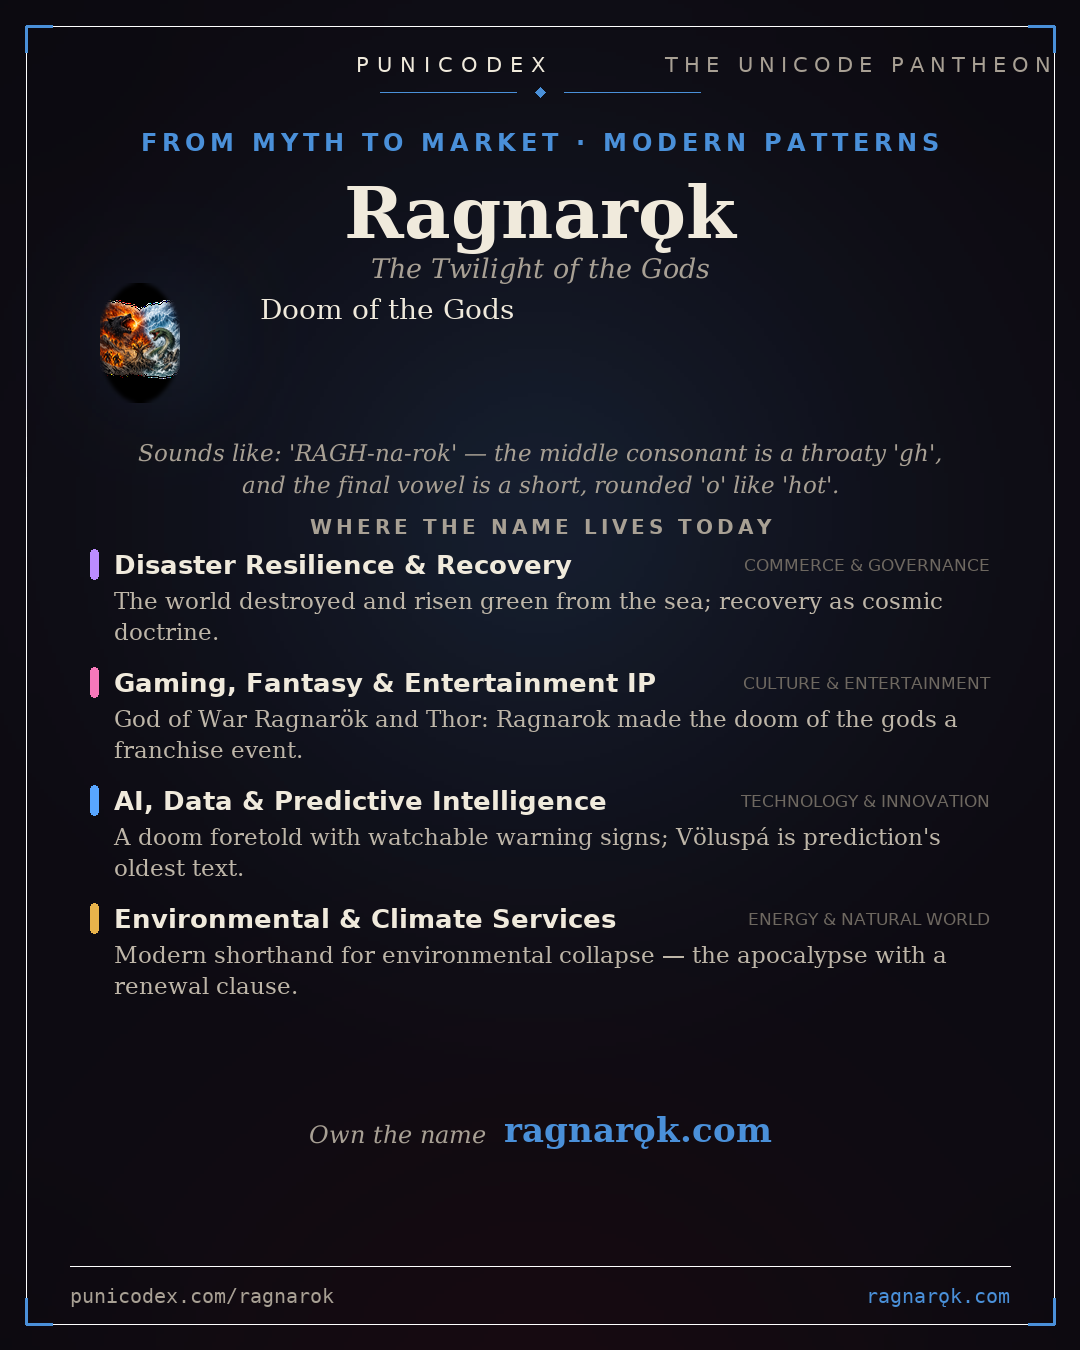 PUNICODEX THE UNICODE PANTHEON
FROM MYTH TO MARKET · MODERN PATTERNS
Ragnarǫk
The Twilight of the Gods
Doom of the Gods
Sounds like: 'RAGH-na-rok' — the middle consonant is a throaty 'gh',
and the final vowel is a short, rounded 'o' like 'hot'.
WHERE THE NAME LIVES TODAY
Disaster Resilience & Recovery COMMERCE & GOVERNANCE
The world destroyed and risen green from the sea; recovery as cosmic
doctrine.
Gaming, Fantasy & Entertainment IP CULTURE & ENTERTAINMENT
God of War Ragnarök and Thor: Ragnarok made the doom of the gods a
franchise event.
AI, Data & Predictive Intelligence TECHNOLOGY & INNOVATION
A doom foretold with watchable warning signs; Völuspá is prediction's
oldest text.
Environmental & Climate Services ENERGY & NATURAL WORLD
Modern shorthand for environmental collapse — the apocalypse with a
renewal clause.
Own the name ragnarǫk.com
punicodex.com/ragnarok ragnarǫk.com